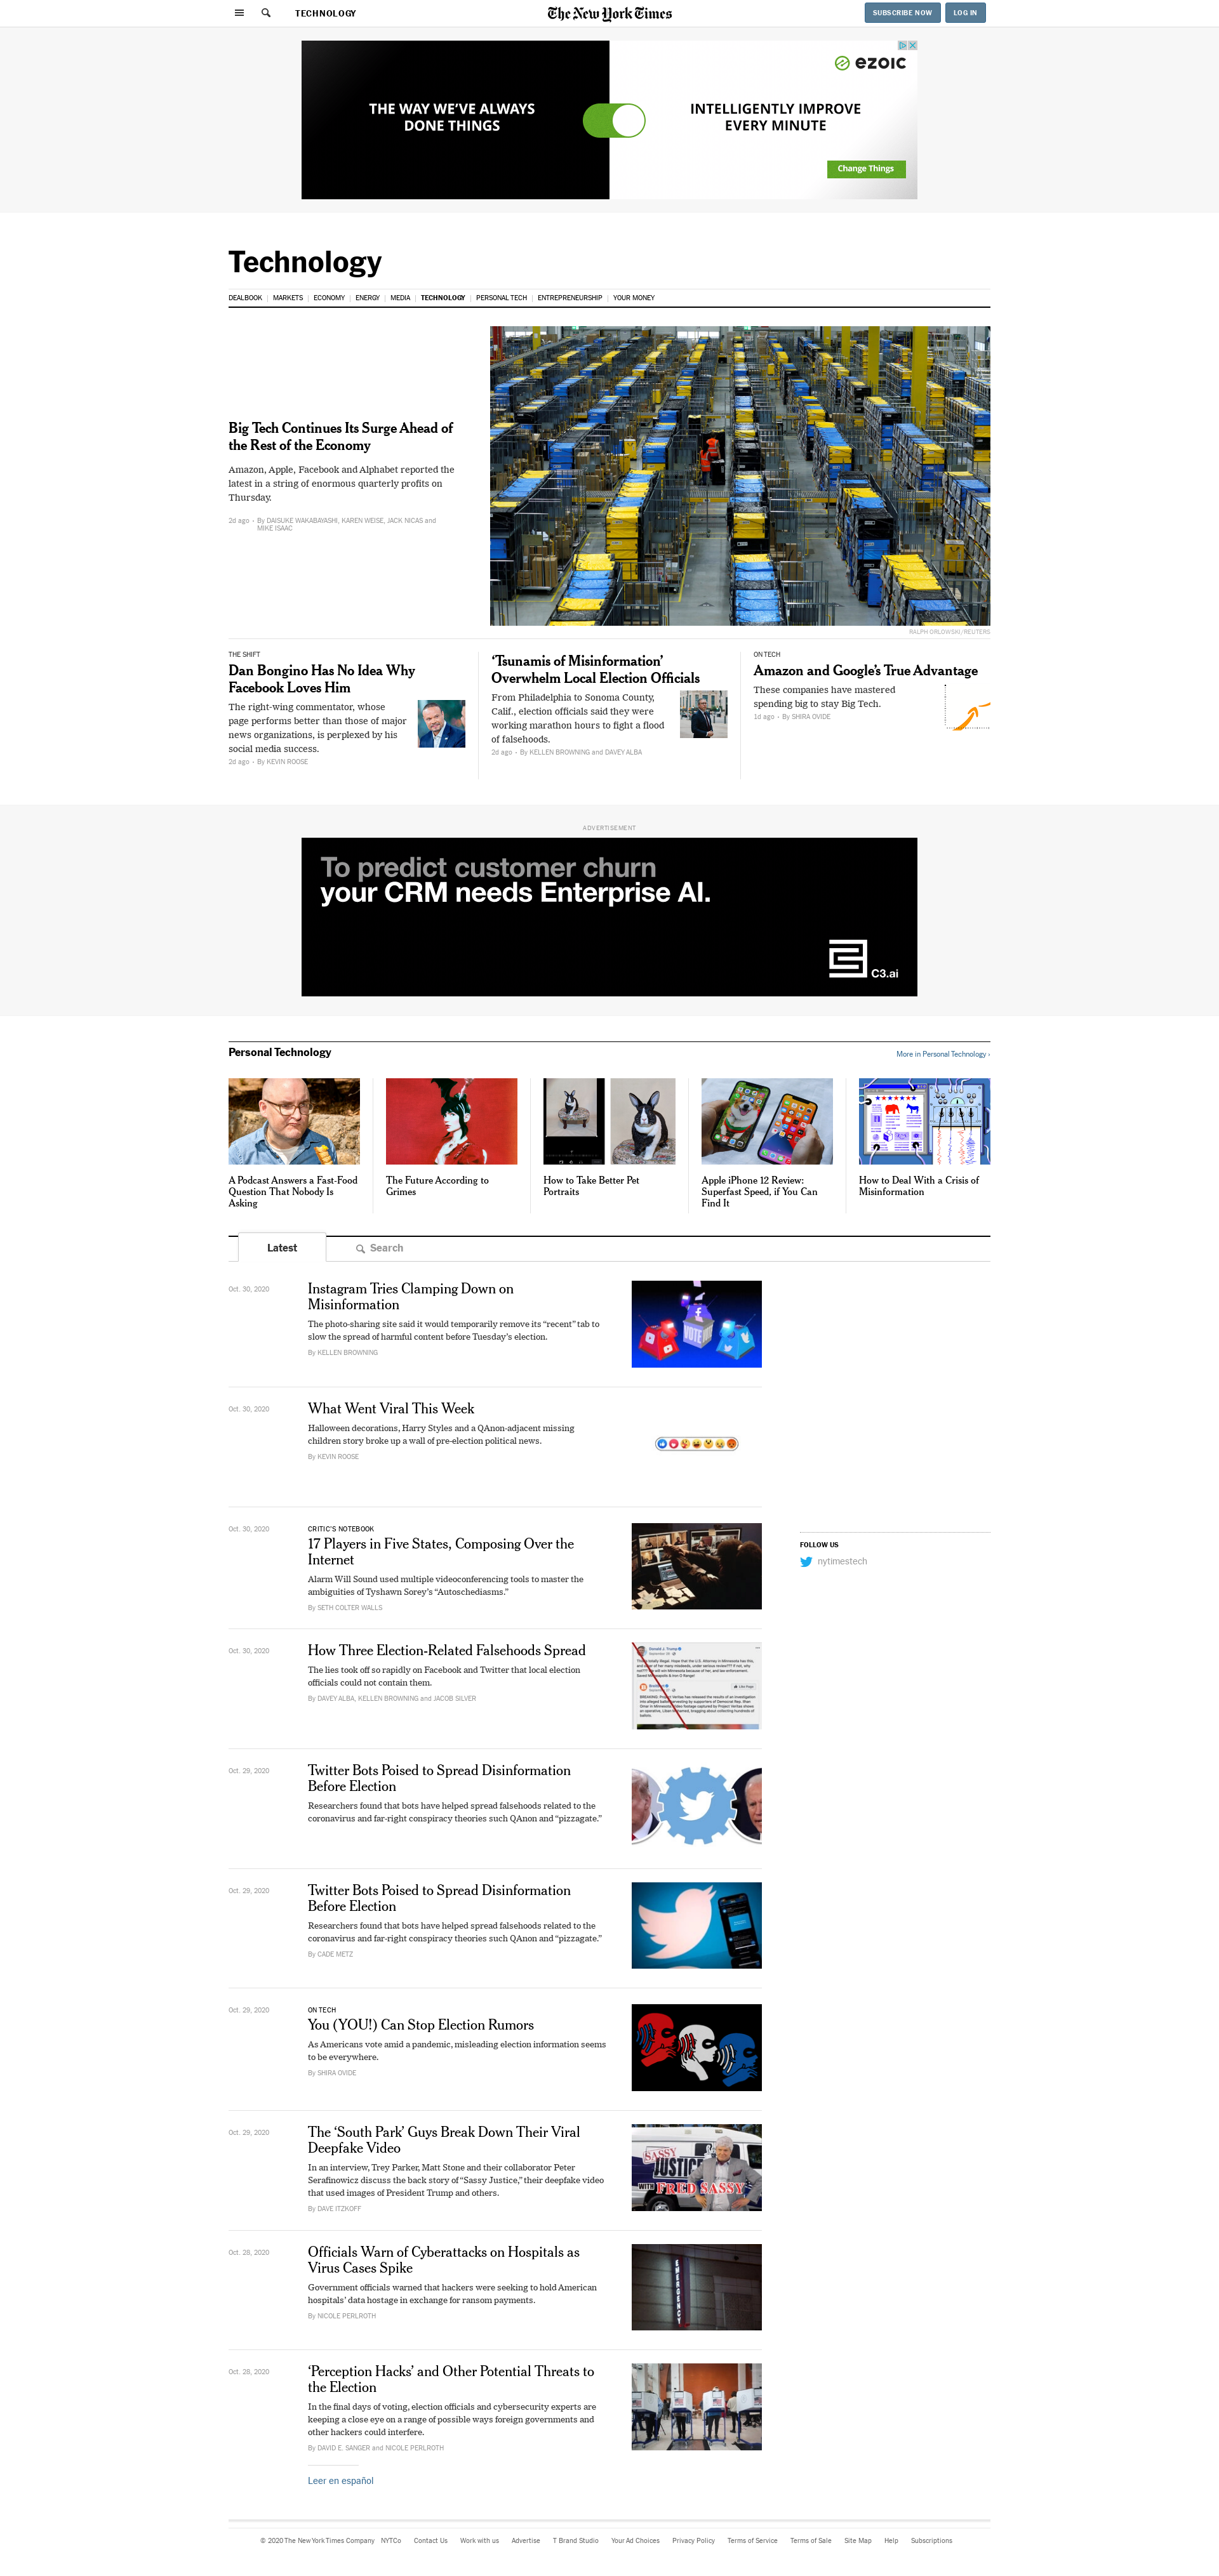 TECHNOLOGY
The New York Times
SUBSCRIBE NOW
LOG IN
THE WAY WE'VE ALWAYS
DONE THINGS
ezoic
INTELLIGENTLY IMPROVE
EVERY MINUTE
Change Things
Technology
DEALBOOK | MARKETS | ECONOMY | ENERGY | MEDIA | TECHNOLOGY | PERSONAL TECH | ENTREPRENEURSHIP | YOUR MONEY
Big Tech Continues Its Surge Ahead of
the Rest of the Economy
Amazon, Apple, Facebook and Alphabet reported the
latest in a string of enormous quarterly profits on
Thursday.
2d ago • By DAISUKE WAKABAYASHI, KAREN WEISE, JACK NICAS and
MIKE ISAAC
RALPH ORLOWSKI/REUTERS
THE SHIFT
Dan Bongino Has No Idea Why
Facebook Loves Him
The right-wing commentator, whose
page performs better than those of major
news organizations, is perplexed by his
social media success.
2d ago • By KEVIN ROOSE
‘Tsunamis of Misinformation’
Overwhelm Local Election Officials
From Philadelphia to Sonoma County,
Calif., election officials said they were
working marathon hours to fight a flood
of falsehoods.
2d ago • By KELLEN BROWNING and DAVEY ALBA
ON TECH
Amazon and Google’s True Advantage
These companies have mastered
spending big to stay Big Tech.
1d ago • By SHIRA OVIDE
ADVERTISEMENT
To predict customer churn
your CRM needs Enterprise AI.
C3.ai
Personal Technology
More in Personal Technology ›
A Podcast Answers a Fast-Food
Question That Nobody Is
Asking
The Future According to
Grimes
How to Take Better Pet
Portraits
Apple iPhone 12 Review:
Superfast Speed, if You Can
Find It
How to Deal With a Crisis of
Misinformation
Latest
Search
Oct. 30, 2020
Instagram Tries Clamping Down on
Misinformation
The photo-sharing site said it would temporarily remove its “recent” tab to
slow the spread of harmful content before Tuesday’s election.
By KELLEN BROWNING
VOTE
Oct. 30, 2020
What Went Viral This Week
Halloween decorations, Harry Styles and a QAnon-adjacent missing
children story broke up a wall of pre-election political news.
By KEVIN ROOSE
Oct. 30, 2020
CRITIC’S NOTEBOOK
17 Players in Five States, Composing Over the
Internet
Alarm Will Sound used multiple videoconferencing tools to master the
ambiguities of Tyshawn Sorey’s “Autoschediasms.”
By SETH COLTER WALLS
FOLLOW US
nytimestech
Oct. 30, 2020
How Three Election-Related Falsehoods Spread
The lies took off so rapidly on Facebook and Twitter that local election
officials could not contain them.
By DAVEY ALBA, KELLEN BROWNING and JACOB SILVER
Donald J. Trump
Oct. 29, 2020
Twitter Bots Poised to Spread Disinformation
Before Election
Researchers found that bots have helped spread falsehoods related to the
coronavirus and far-right conspiracy theories such QAnon and “pizzagate.”
Oct. 29, 2020
Twitter Bots Poised to Spread Disinformation
Before Election
Researchers found that bots have helped spread falsehoods related to the
coronavirus and far-right conspiracy theories such QAnon and “pizzagate.”
By CADE METZ
Oct. 29, 2020
ON TECH
You (YOU!) Can Stop Election Rumors
As Americans vote amid a pandemic, misleading election information seems
to be everywhere.
By SHIRA OVIDE
Oct. 29, 2020
The ‘South Park’ Guys Break Down Their Viral
Deepfake Video
In an interview, Trey Parker, Matt Stone and their collaborator Peter
Serafinowicz discuss the back story of “Sassy Justice,” their deepfake video
that used images of President Trump and others.
By DAVE ITZKOFF
SASSY
JUSTICE
WITH FRED SASSY
Oct. 28, 2020
Officials Warn of Cyberattacks on Hospitals as
Virus Cases Spike
Government officials warned that hackers were seeking to hold American
hospitals’ data hostage in exchange for ransom payments.
By NICOLE PERLROTH
EMERGENCY
Oct. 28, 2020
‘Perception Hacks’ and Other Potential Threats to
the Election
In the final days of voting, election officials and cybersecurity experts are
keeping a close eye on a range of possible ways foreign governments and
other hackers could interfere.
By DAVID E. SANGER and NICOLE PERLROTH
Leer en español
© 2020 The New York Times Company NYTCo Contact Us Work with us Advertise T Brand Studio Your Ad Choices Privacy Policy Terms of Service Terms of Sale Site Map Help Subscriptions